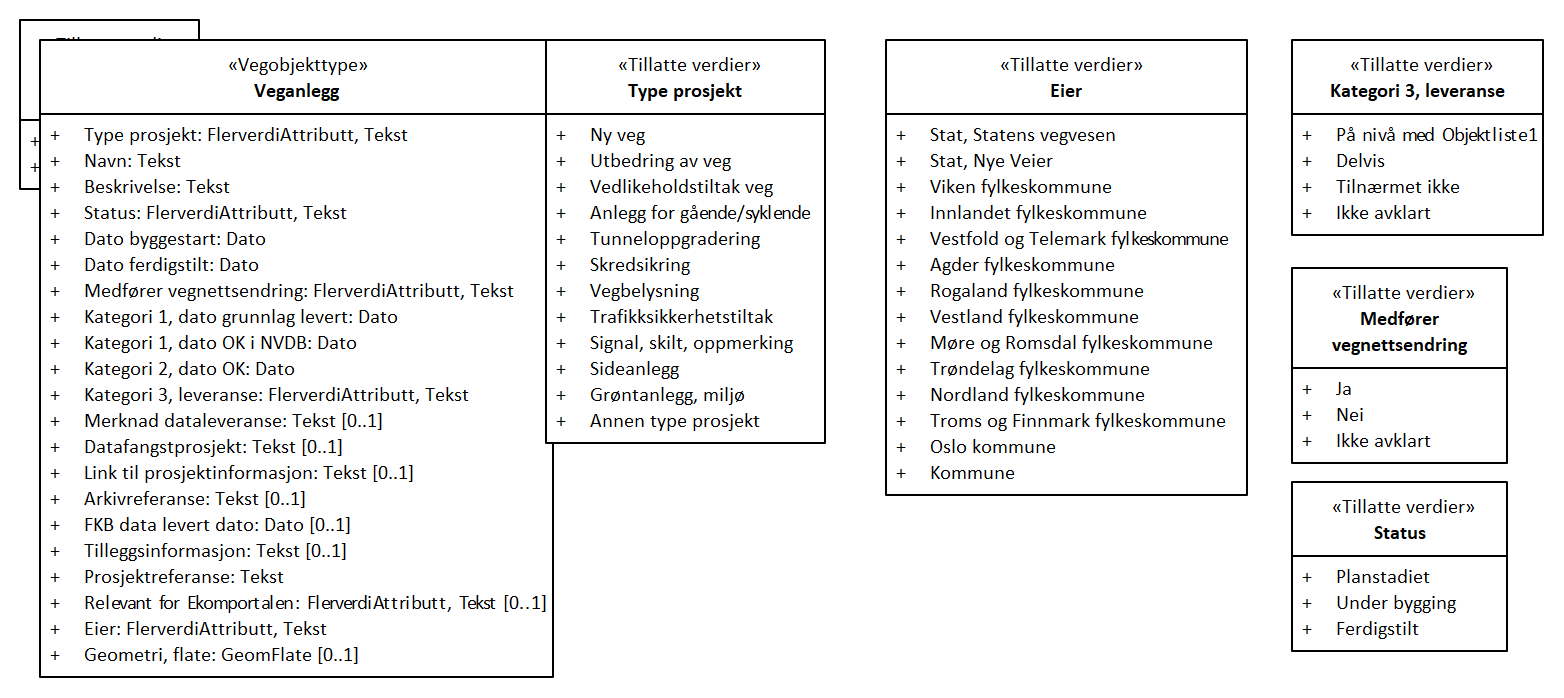 «Vegobjekttype»
Veganlegg
+ Type prosjekt: FlerverdiAttributt, Tekst
+ Navn: Tekst
+ Beskrivelse: Tekst
+ Status: FlerverdiAttributt, Tekst
+ Dato byggestart: Dato
+ Dato ferdigstilt: Dato
+ Medfører vegnettsendring: FlerverdiAttributt, Tekst
+ Kategori 1, dato grunnlag levert: Dato
+ Kategori 1, dato OK i NVDB: Dato
+ Kategori 2, dato OK: Dato
+ Kategori 3, leveranse: FlerverdiAttributt, Tekst
+ Merknad dataleveranse: Tekst [0..1]
+ Datafangstprosjekt: Tekst [0..1]
+ Link til prosjektinformasjon: Tekst [0..1]
+ Arkivreferanse: Tekst [0..1]
+ FKB data levert dato: Dato [0..1]
+ Tilleggsinformasjon: Tekst [0..1]
+ Prosjektreferanse: Tekst
+ Relevant for Ekomportalen: FlerverdiAttributt, Tekst [0..1]
+ Eier: FlerverdiAttributt, Tekst
+ Geometri, flate: GeomFlate [0..1]
+
+
«Tillatte verdier»
Type prosjekt
+ Ny veg
+ Utbedring av veg
+ Vedlikeholdstiltak veg
+ Anlegg for gående/syklende
+ Tunneloppgradering
+ Skredsikring
+ Vegbelysning
+ Trafikksikkerhetstiltak
+ Signal, skilt, oppmerking
+ Sideanlegg
+ Grøntanlegg, miljø
+ Annen type prosjekt
«Tillatte verdier»
Eier
+ Stat, Statens vegvesen
+ Stat, Nye Veier
+ Viken fylkeskommune
+ Innlandet fylkeskommune
+ Vestfold og Telemark fylkeskommune
+ Agder fylkeskommune
+ Rogaland fylkeskommune
+ Vestland fylkeskommune
+ Møre og Romsdal fylkeskommune
+ Trøndelag fylkeskommune
+ Nordland fylkeskommune
+ Troms og Finnmark fylkeskommune
+ Oslo kommune
+ Kommune
«Tillatte verdier»
Kategori 3, leveranse
+ På nivå med Objektliste1
+ Delvis
+ Tilnærmet ikke
+ Ikke avklart
«Tillatte verdier»
Medfører
vegnettsendring
+ Ja
+ Nei
+ Ikke avklart
«Tillatte verdier»
Status
+ Planstadiet
+ Under bygging
+ Ferdigstilt